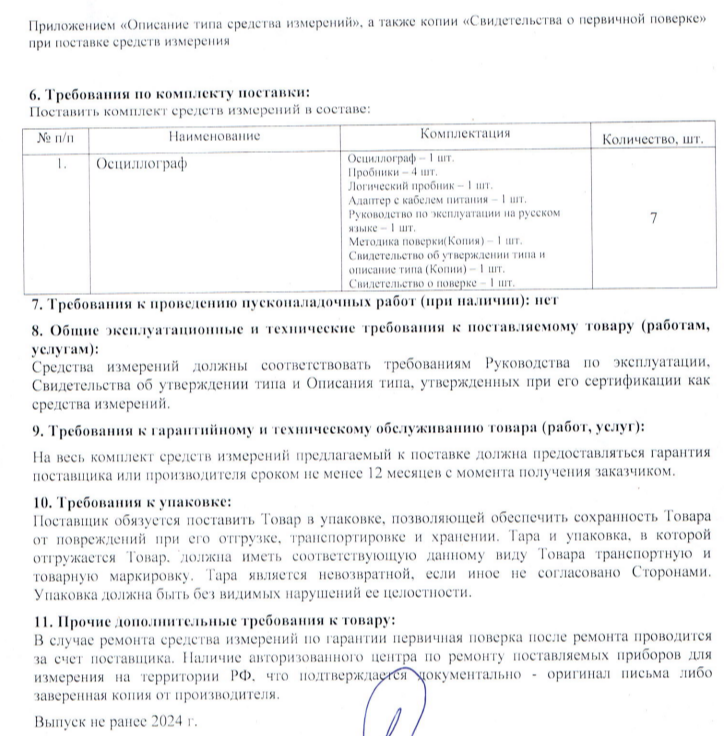 Приложением «Описание типа средства измерений», а также копии «Свидетельства о первичной поверке»
при поставке средств измерения
6. Требования по комплекту поставки:
Поставить комплект средств измерений в составе:
№ п/п Наименование Комплектация Количество, шт.
1. Осциллограф
Осциллограф – 1 шт.
Пробники – 4 шт.
Логический пробник – 1 шт.
Адаптер с кабелем питания – 1 шт.
Руководство по эксплуатации на русском
языке – 1 шт.
Методика поверки(Копия) – 1 шт.
Свидетельство об утверждении типа и
описание типа (Копии) – 1 шт.
Свидетельство о поверке – 1 шт.
7
7. Требования к проведению пусконаладочных работ (при наличии): нет
8. Общие эксплуатационные и технические требования к поставляемому товару (работам,
услугам):
Средства измерений должны соответствовать требованиям Руководства по эксплуатации,
Свидетельства об утверждении типа и Описания типа, утвержденных при его сертификации как
средства измерений.
9. Требования к гарантийному и техническому обслуживанию товара (работ, услуг):
На весь комплект средств измерений предлагаемый к поставке должна предоставляться гарантия
поставщика или производителя сроком не менее 12 месяцев с момента получения заказчиком.
10. Требования к упаковке:
Поставщик обязуется поставить Товар в упаковке, позволяющей обеспечить сохранность Товара
от повреждений при его отгрузке, транспортировке и хранении. Тара и упаковка, в которой
отгружается Товар, должна иметь соответствующую данному виду Товара транспортную и
товарную маркировку. Тара является невозвратной, если иное не согласовано Сторонами.
Упаковка должна быть без видимых нарушений ее целостности.
11. Прочие дополнительные требования к товару:
В случае ремонта средства измерений по гарантии первичная поверка после ремонта проводится
за счет поставщика. Наличие авторизованного центра по ремонту поставляемых приборов для
измерения на территории РФ, что подтверждается документально - оригинал письма либо
заверенная копия от производителя.
Выпуск не ранее 2024 г.